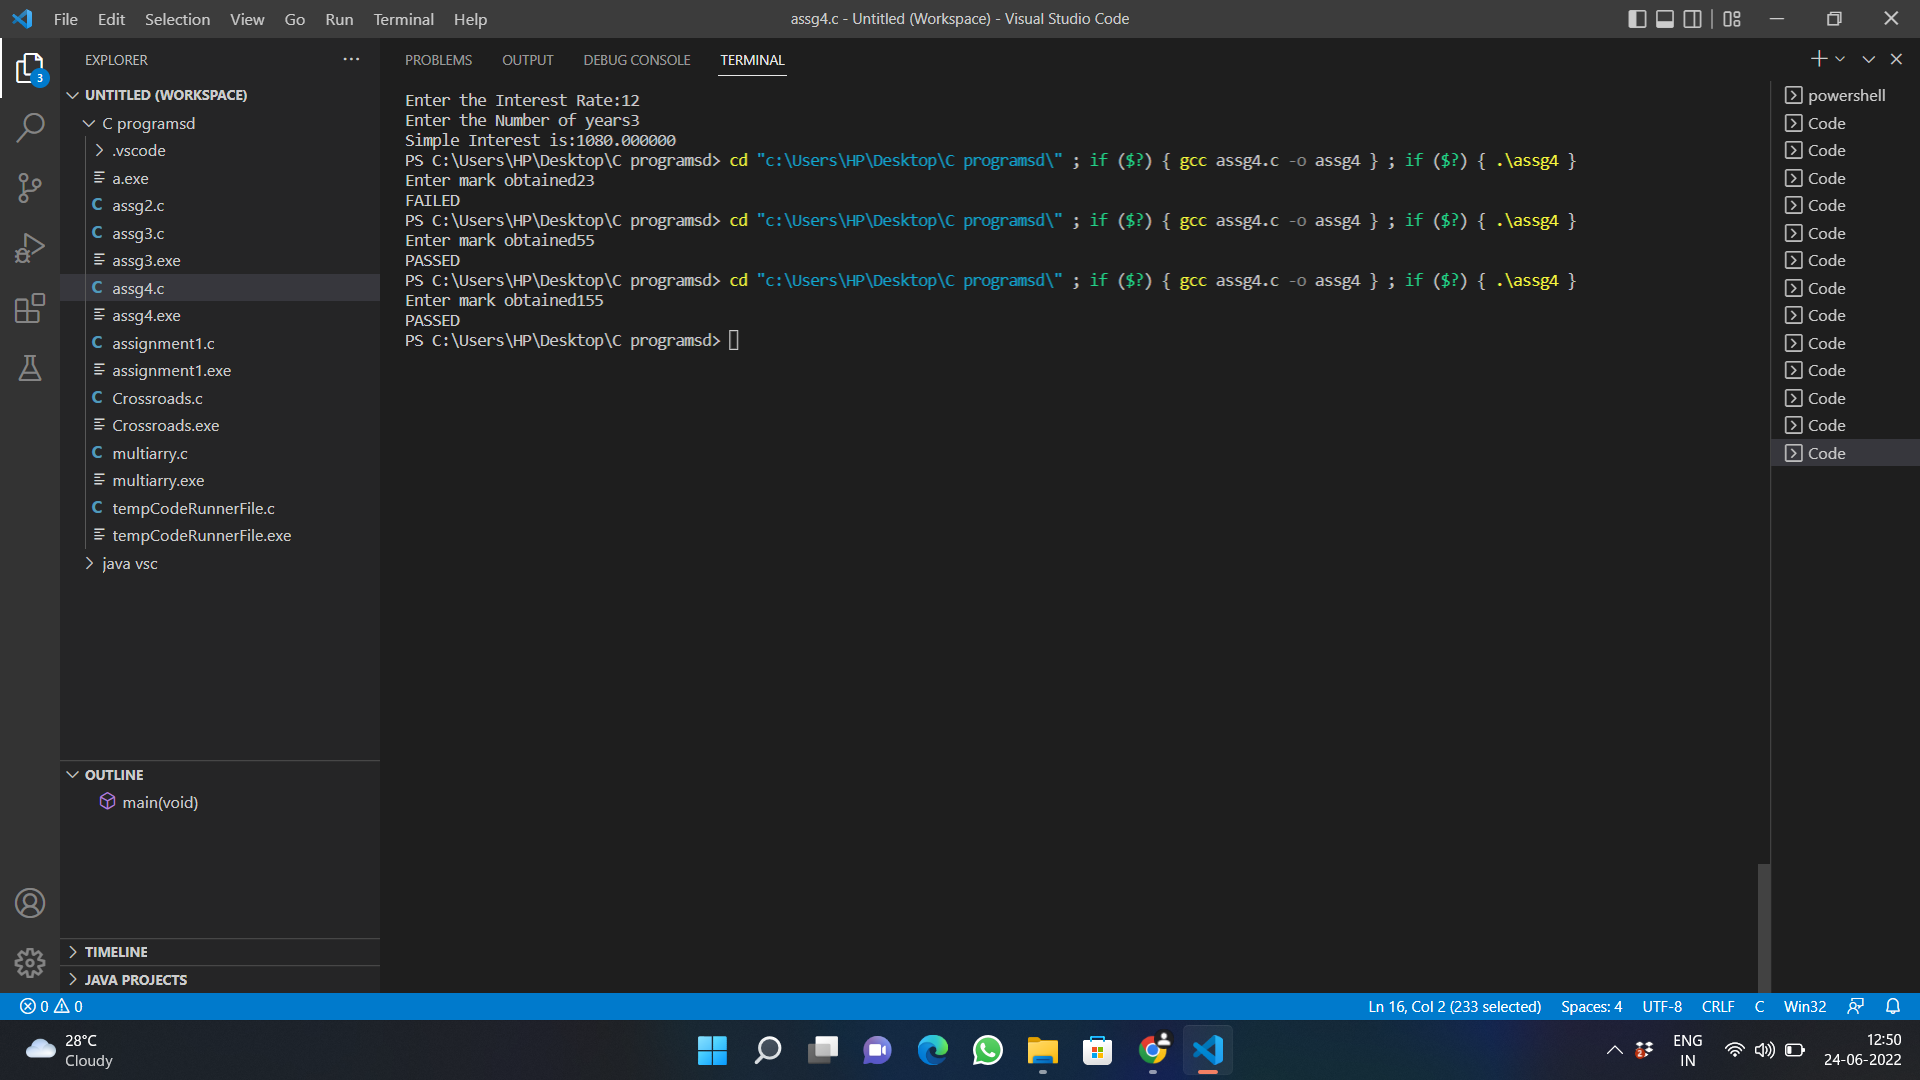 File Edit Selection View Go Run Terminal Help
assg4.c - Untitled (Workspace) - Visual Studio Code
3
EXPLORER
UNTITLED (WORKSPACE)
C programsd
.vscode
a.exe
C assg2.c
C assg3.c
assg3.exe
C assg4.c
assg4.exe
C assignment1.c
assignment1.exe
C Crossroads.c
Crossroads.exe
C multiarry.c
multiarry.exe
C tempCodeRunnerFile.c
tempCodeRunnerFile.exe
java vsc
OUTLINE
main(void)
TIMELINE
JAVA PROJECTS
PROBLEMS OUTPUT DEBUG CONSOLE TERMINAL
Enter the Interest Rate:12
Enter the Number of years3
Simple Interest is:1080.000000
PS C:\Users\HP\Desktop\C programsd> cd "c:\Users\HP\Desktop\C programsd\" ; if ($?) { gcc assg4.c -o assg4 } ; if ($?) { .\assg4 }
Enter mark obtained23
FAILED
PS C:\Users\HP\Desktop\C programsd> cd "c:\Users\HP\Desktop\C programsd\" ; if ($?) { gcc assg4.c -o assg4 } ; if ($?) { .\assg4 }
Enter mark obtained55
PASSED
PS C:\Users\HP\Desktop\C programsd> cd "c:\Users\HP\Desktop\C programsd\" ; if ($?) { gcc assg4.c -o assg4 } ; if ($?) { .\assg4 }
Enter mark obtained155
PASSED
PS C:\Users\HP\Desktop\C programsd>
powershell
Code
Code
Code
Code
Code
Code
Code
Code
Code
Code
Code
Code
Code
0 0
Ln 16, Col 2 (233 selected) Spaces: 4 UTF-8 CRLF C Win32
28°C
Cloudy
2
ENG
IN
12:50
24-06-2022